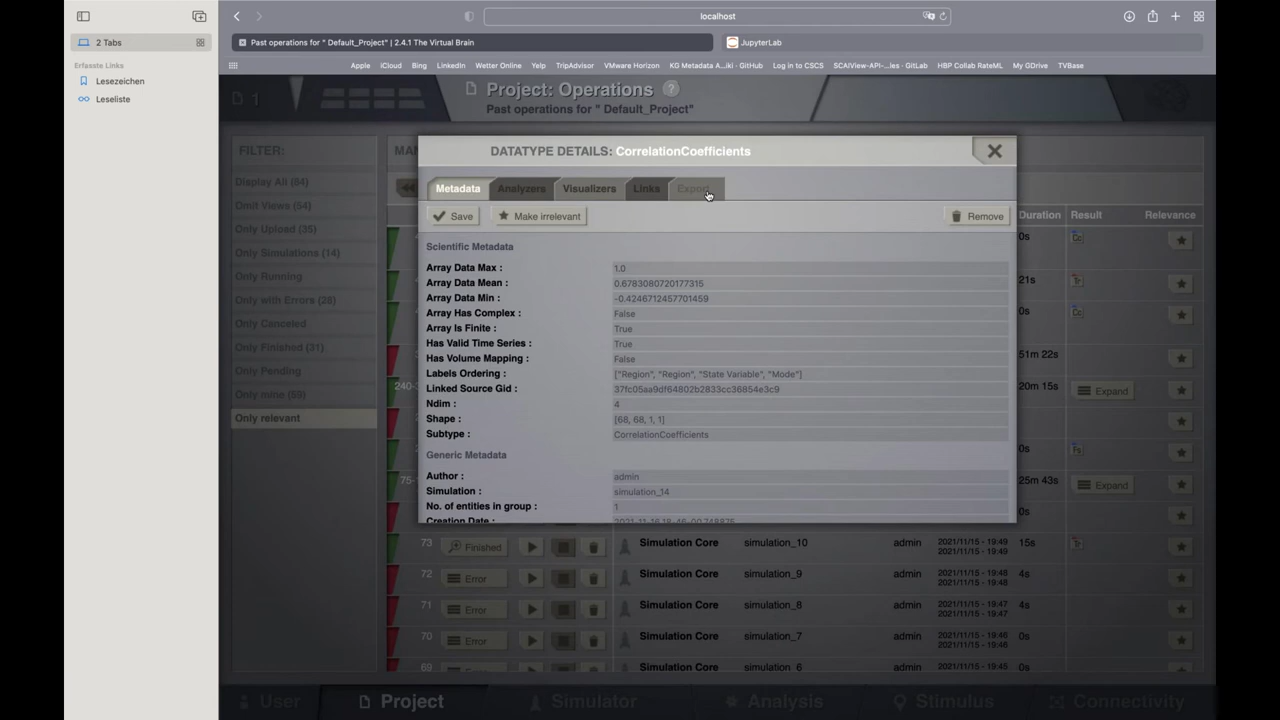 localhost
2 Tabs
Past operations for " Default_Project" | 2.4.1 The Virtual Brain
JupyterLab
Erfasste Links
Lesezeichen
Leseliste
Apple iCloud Bing LinkedIn Wetter Online Yelp TripAdvisor VMware Horizon KG Metadata A...iki · GitHub Log in to CSCS SCAIView-API-...ies · GitLab HBP Collab RateML My GDrive TVBase
1
Project: Operations ?
Past operations for " Default_Project"
FILTER:
Display All (84)
Omit Views (54)
Only Upload (35)
Only Simulations (14)
Only Running
Only with Errors (28)
Only Canceled
Only Finished (31)
Only Pending
Only mine (59)
Only relevant
DATATYPE DETAILS: CorrelationCoefficients
Metadata Analyzers Visualizers Links Export
Save Make irrelevant Remove
Scientific Metadata
Array Data Max : 1.0
Array Data Mean : 0.6783080720177315
Array Data Min : -0.4246712457701459
Array Has Complex : False
Array Is Finite : True
Has Valid Time Series : True
Has Volume Mapping : False
Labels Ordering : ["Region", "Region", "State Variable", "Mode"]
Linked Source Gid : 37fc05aa9df64802b2833cc36854e3c9
Ndim : 4
Shape : [68, 68, 1, 1]
Subtype : CorrelationCoefficients
Generic Metadata
Author : admin
Simulation : simulation_14
No. of entities in group : 1
Creation Date :
MAN
Duration Result Relevance
0s
21s
0s
51m 22s
240- 20m 15s Expand
75- 25m 43s Expand
0s
73 Finished Simulation Core simulation_10 admin 2021/11/15 - 19:49 15s
2021/11/15 - 19:49
72 Error Simulation Core simulation_9 admin 2021/11/15 - 19:48 4s
2021/11/15 - 19:48
71 Error Simulation Core simulation_8 admin 2021/11/15 - 19:47 4s
2021/11/15 - 19:47
70 Error Simulation Core simulation_7 admin 2021/11/15 - 19:46 0s
2021/11/15 - 19:46
69 Simulation Core simulation_6 admin 2021/11/15 - 19:45 0s
User Project Simulator Analysis Stimulus Connectivity